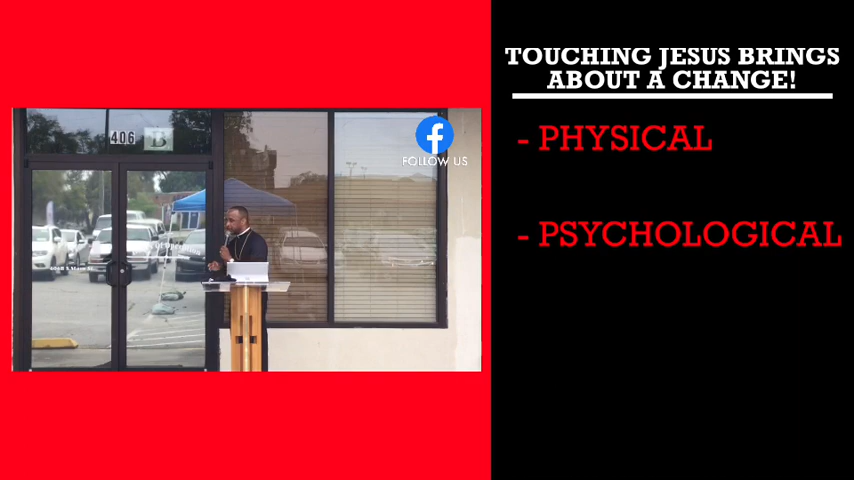 TOUCHING JESUS BRINGS
ABOUT A CHANGE!
- PHYSICAL
- PSYCHOLOGICAL
406 B
FOLLOW US